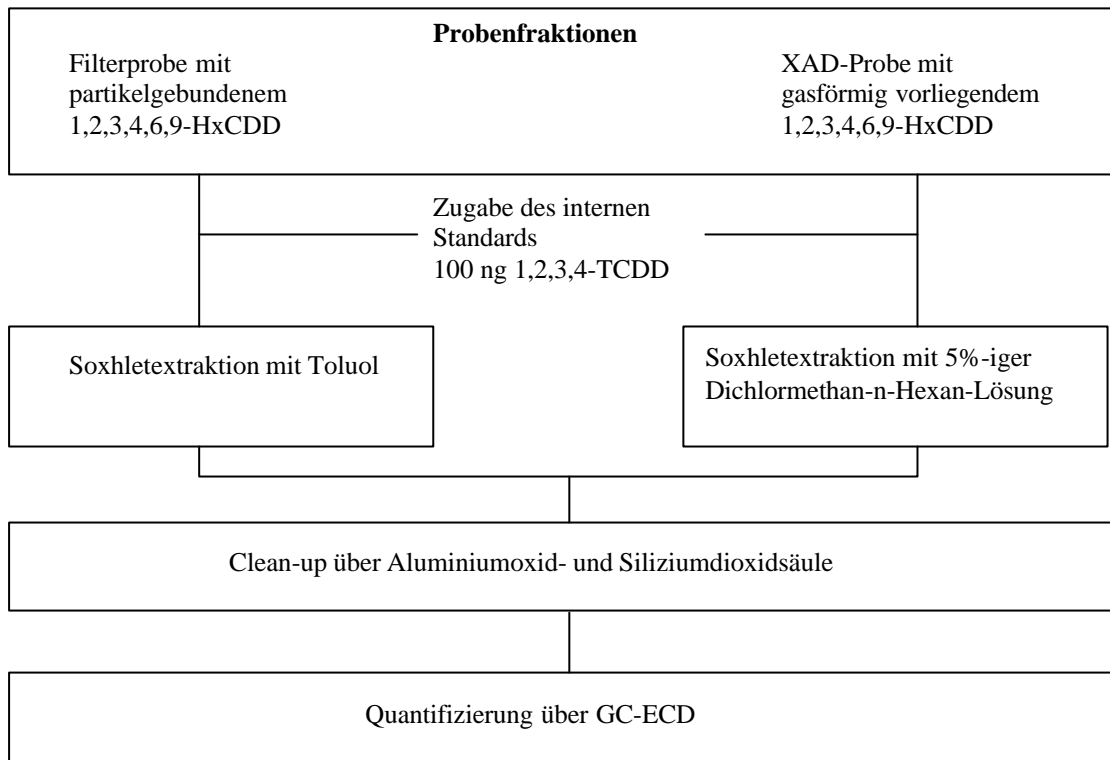 Probenfraktionen
Filterprobe mit
partikelgebundenem
1,2,3,4,6,9-HxCDD
XAD-Probe mit
gasförmig vorliegendem
1,2,3,4,6,9-HxCDD
Zugabe des internen
Standards
100 ng 1,2,3,4-TCDD
Soxhletextraktion mit Toluol
Soxhletextraktion mit 5%-iger
Dichlormethan-n-Hexan-Lösung
Clean-up über Aluminiumoxid- und Siliziumdioxidsäule
Quantifizierung über GC-ECD